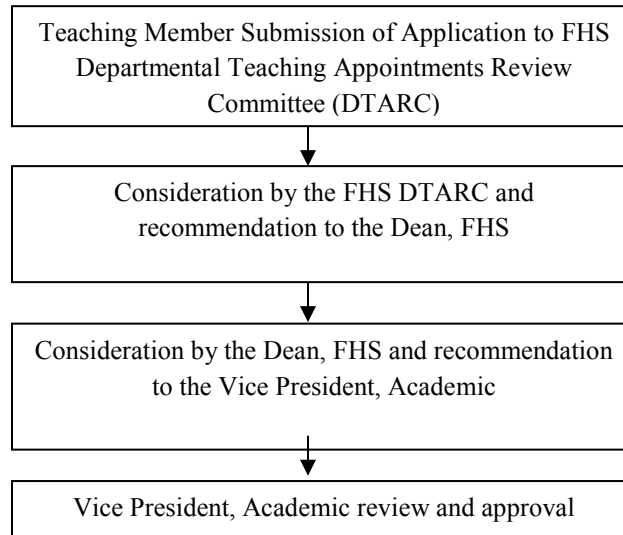 Teaching Member Submission of Application to FHS
Departmental Teaching Appointments Review
Committee (DTARC)
Consideration by the FHS DTARC and
recommendation to the Dean, FHS
Consideration by the Dean, FHS and recommendation
to the Vice President, Academic
Vice President, Academic review and approval